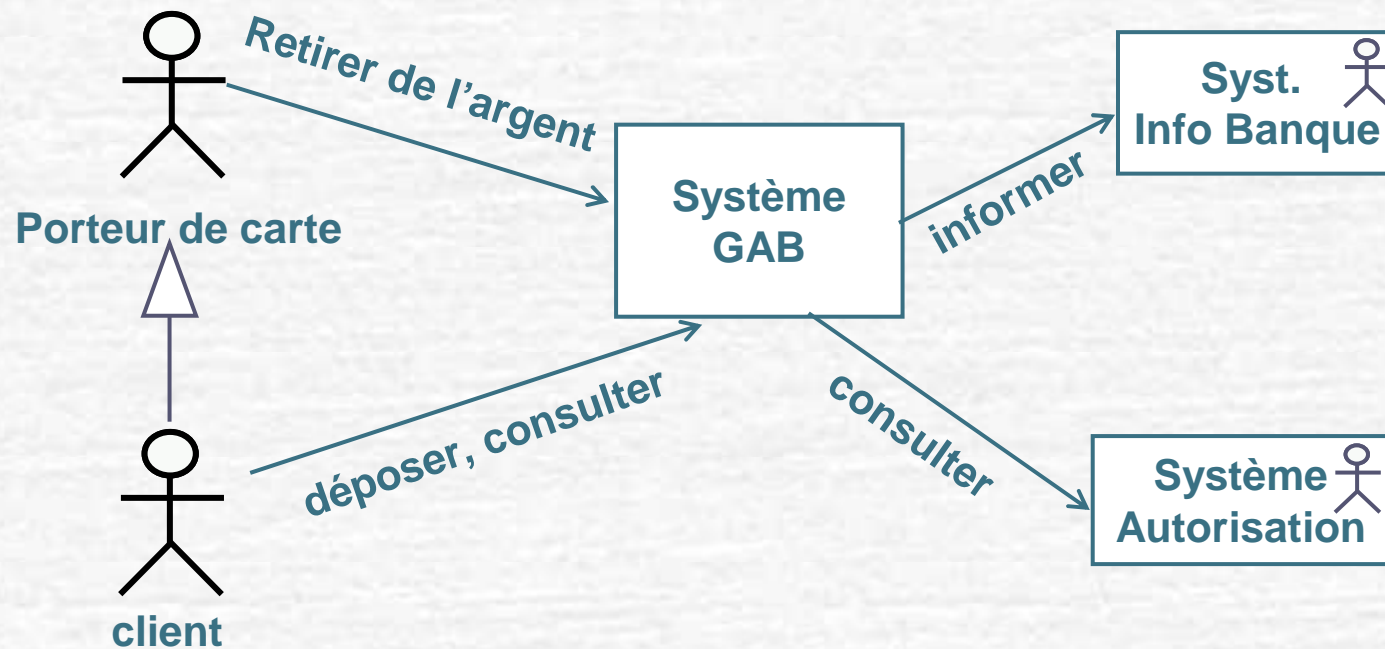 Retirer de l’argent
Porteur de carte
Système
GAB
informer
Syst.
Info Banque
déposer, consulter
consulter
Système
Autorisation
client